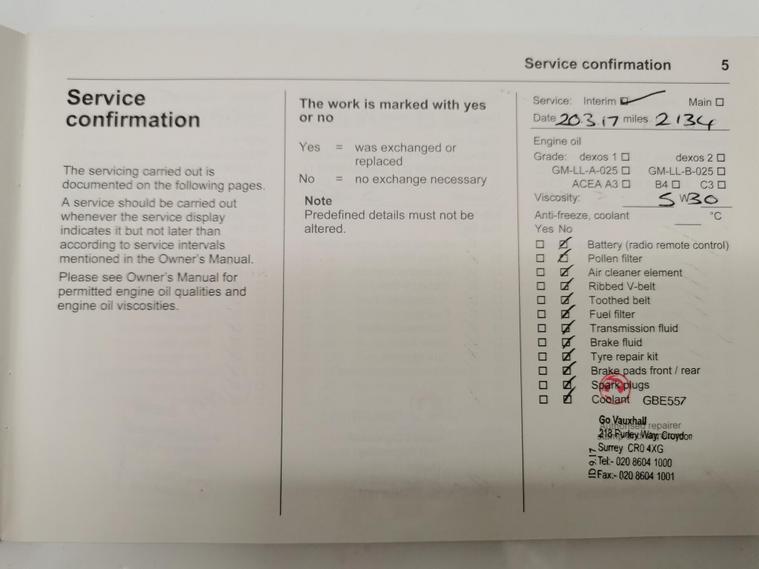 Service confirmation 5
Service
confirmation
The servicing carried out is
documented on the following pages.
A service should be carried out
whenever the service display
indicates it but not later than
according to service intervals
mentioned in the Owner's Manual.
Please see Owner's Manual for
permitted engine oil qualities and
engine oil viscosities.
The work is marked with yes
or no
Yes = was exchanged or
replaced
No = no exchange necessary
Note
Predefined details must not be
altered.
Service: Interim ☑ Main ☐
Date 20.3.17 miles 2134
Engine oil
Grade: dexos 1 ☐ dexos 2 ☐
GM-LL-A-025 ☐ GM-LL-B-025 ☐
ACEA A3 ☐ B4 ☐ C3 ☐
Viscosity: 5 W 30
Anti-freeze, coolant °C
Yes No
☐ ☑ Battery (radio remote control)
☐ ☑ Pollen filter
☐ ☑ Air cleaner element
☐ ☑ Ribbed V-belt
☐ ☑ Toothed belt
☐ ☑ Fuel filter
☐ ☑ Transmission fluid
☐ ☑ Brake fluid
☐ ☑ Tyre repair kit
☐ ☑ Brake pads front / rear
☐ ☑ Spark plugs
☐ ☑ Coolant GBE557
Go Vauxhall
Authorised repairer
218 Purley Way, Croydon
Surrey CR0 4XG
Tel:- 020 8604 1000
Fax:- 020 8604 1001